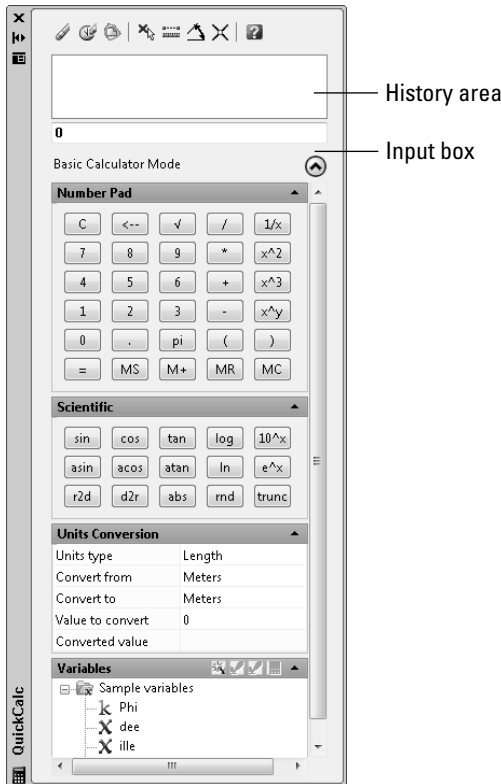 History area
0
Input box
Basic Calculator Mode
Number Pad
C <-- √ / 1/x
7 8 9 * x^2
4 5 6 + x^3
1 2 3 - x^y
0 . pi ( )
= MS M+ MR MC
Scientific
sin cos tan log 10^x
asin acos atan ln e^x
r2d d2r abs rnd trunc
Units Conversion
Units type Length
Convert from Meters
Convert to Meters
Value to convert 0
Converted value
Variables
Sample variables
k Phi
X dee
X ille
QuickCalc